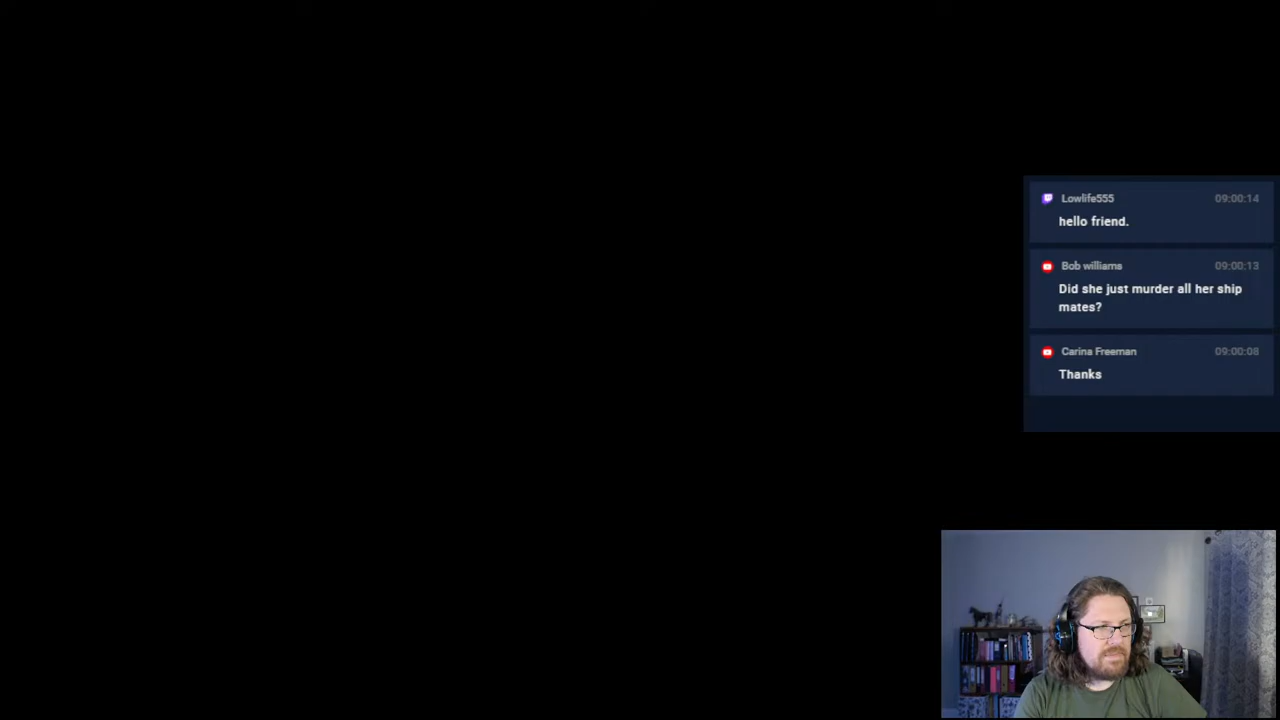 Lowlife555 09:00:14
hello friend.
Bob williams 09:00:13
Did she just murder all her ship
mates?
Carina Freeman 09:00:08
Thanks